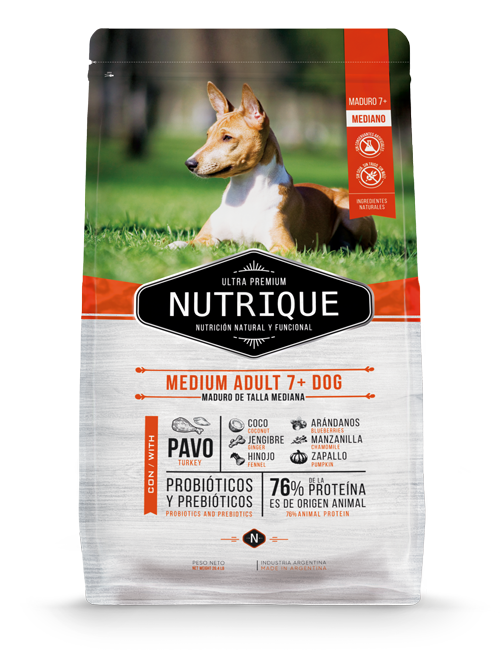 MADURO 7+
MEDIANO
INGREDIENTES
NATURALES
ULTRA PREMIUM
NUTRIQUE
NUTRICIÓN NATURAL Y FUNCIONAL
MEDIUM ADULT 7+ DOG
MADURO DE TALLA MEDIANA
CON / WITH
PAVO
TURKEY
COCO
COCONUT
JENGIBRE
GINGER
HINOJO
FENNEL
ARÁNDANOS
BLUEBERRIES
MANZANILLA
CHAMOMILE
ZAPALLO
PUMPKIN
PROBIÓTICOS
Y PREBIÓTICOS
PROBIOTICS AND PREBIOTICS
76% DE LA PROTEÍNA
ES DE ORIGEN ANIMAL
76% ANIMAL PROTEIN
N
PESO NETO
NET WEIGHT
INDUSTRIA ARGENTINA
MADE IN ARGENTINA